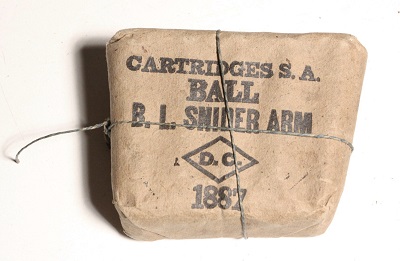 CARTRIDGES S. A.
BALL
B. L. SNIDER ARM
D. C.
1887